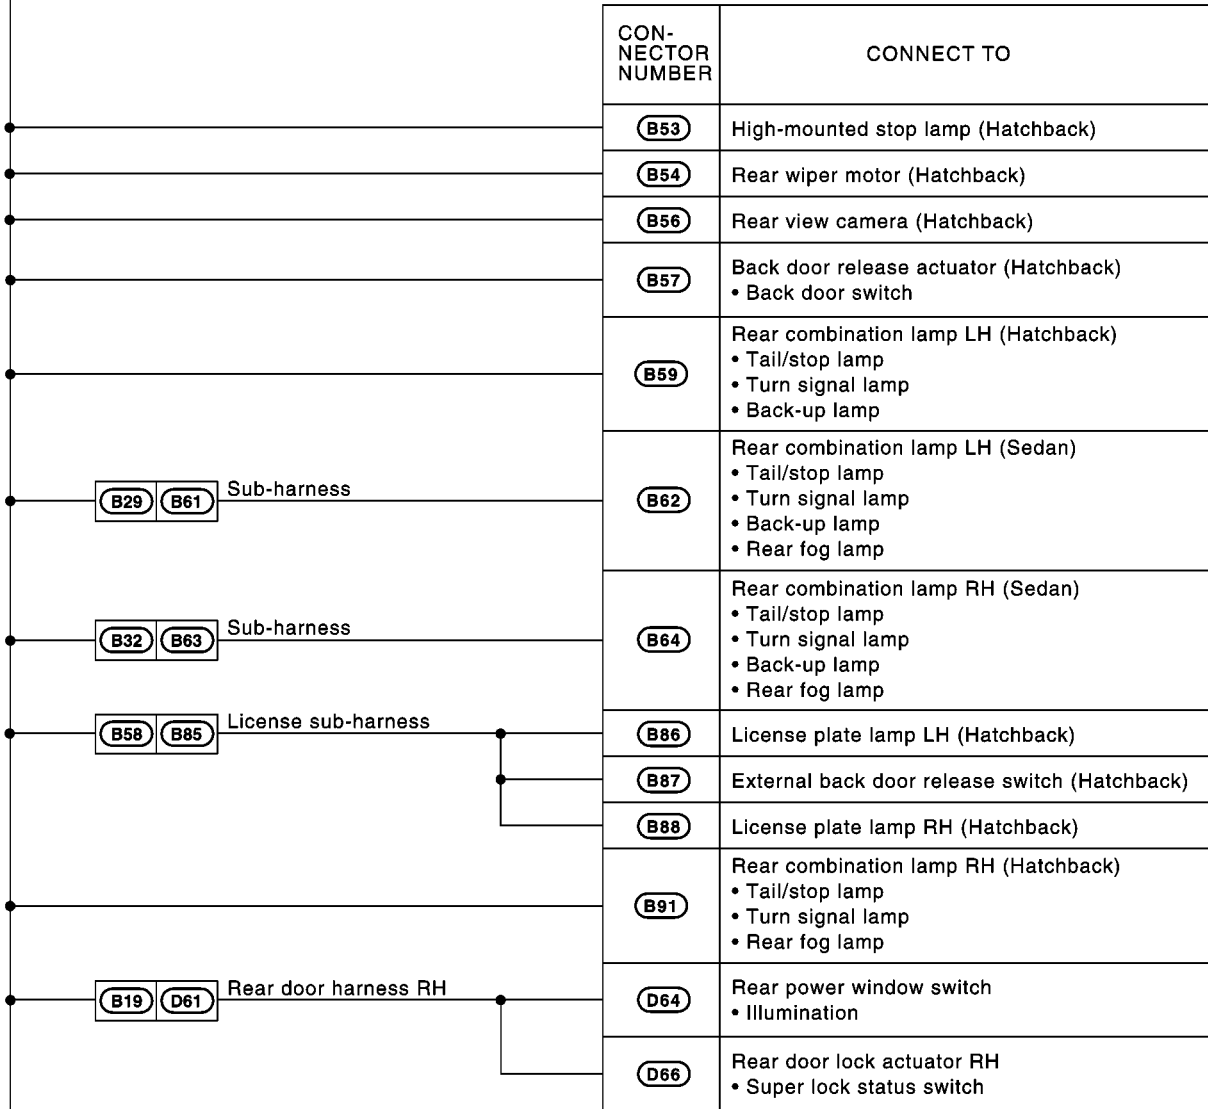 CON-
NECTOR
NUMBER
CONNECT TO
B53
High-mounted stop lamp (Hatchback)
B54
Rear wiper motor (Hatchback)
B56
Rear view camera (Hatchback)
B57
Back door release actuator (Hatchback)
• Back door switch
B59
Rear combination lamp LH (Hatchback)
• Tail/stop lamp
• Turn signal lamp
• Back-up lamp
B29 B61
Sub-harness
B62
Rear combination lamp LH (Sedan)
• Tail/stop lamp
• Turn signal lamp
• Back-up lamp
• Rear fog lamp
B32 B63
Sub-harness
B64
Rear combination lamp RH (Sedan)
• Tail/stop lamp
• Turn signal lamp
• Back-up lamp
• Rear fog lamp
B58 B85
License sub-harness
B86
License plate lamp LH (Hatchback)
B87
External back door release switch (Hatchback)
B88
License plate lamp RH (Hatchback)
B91
Rear combination lamp RH (Hatchback)
• Tail/stop lamp
• Turn signal lamp
• Rear fog lamp
B19 D61
Rear door harness RH
D64
Rear power window switch
• Illumination
D66
Rear door lock actuator RH
• Super lock status switch